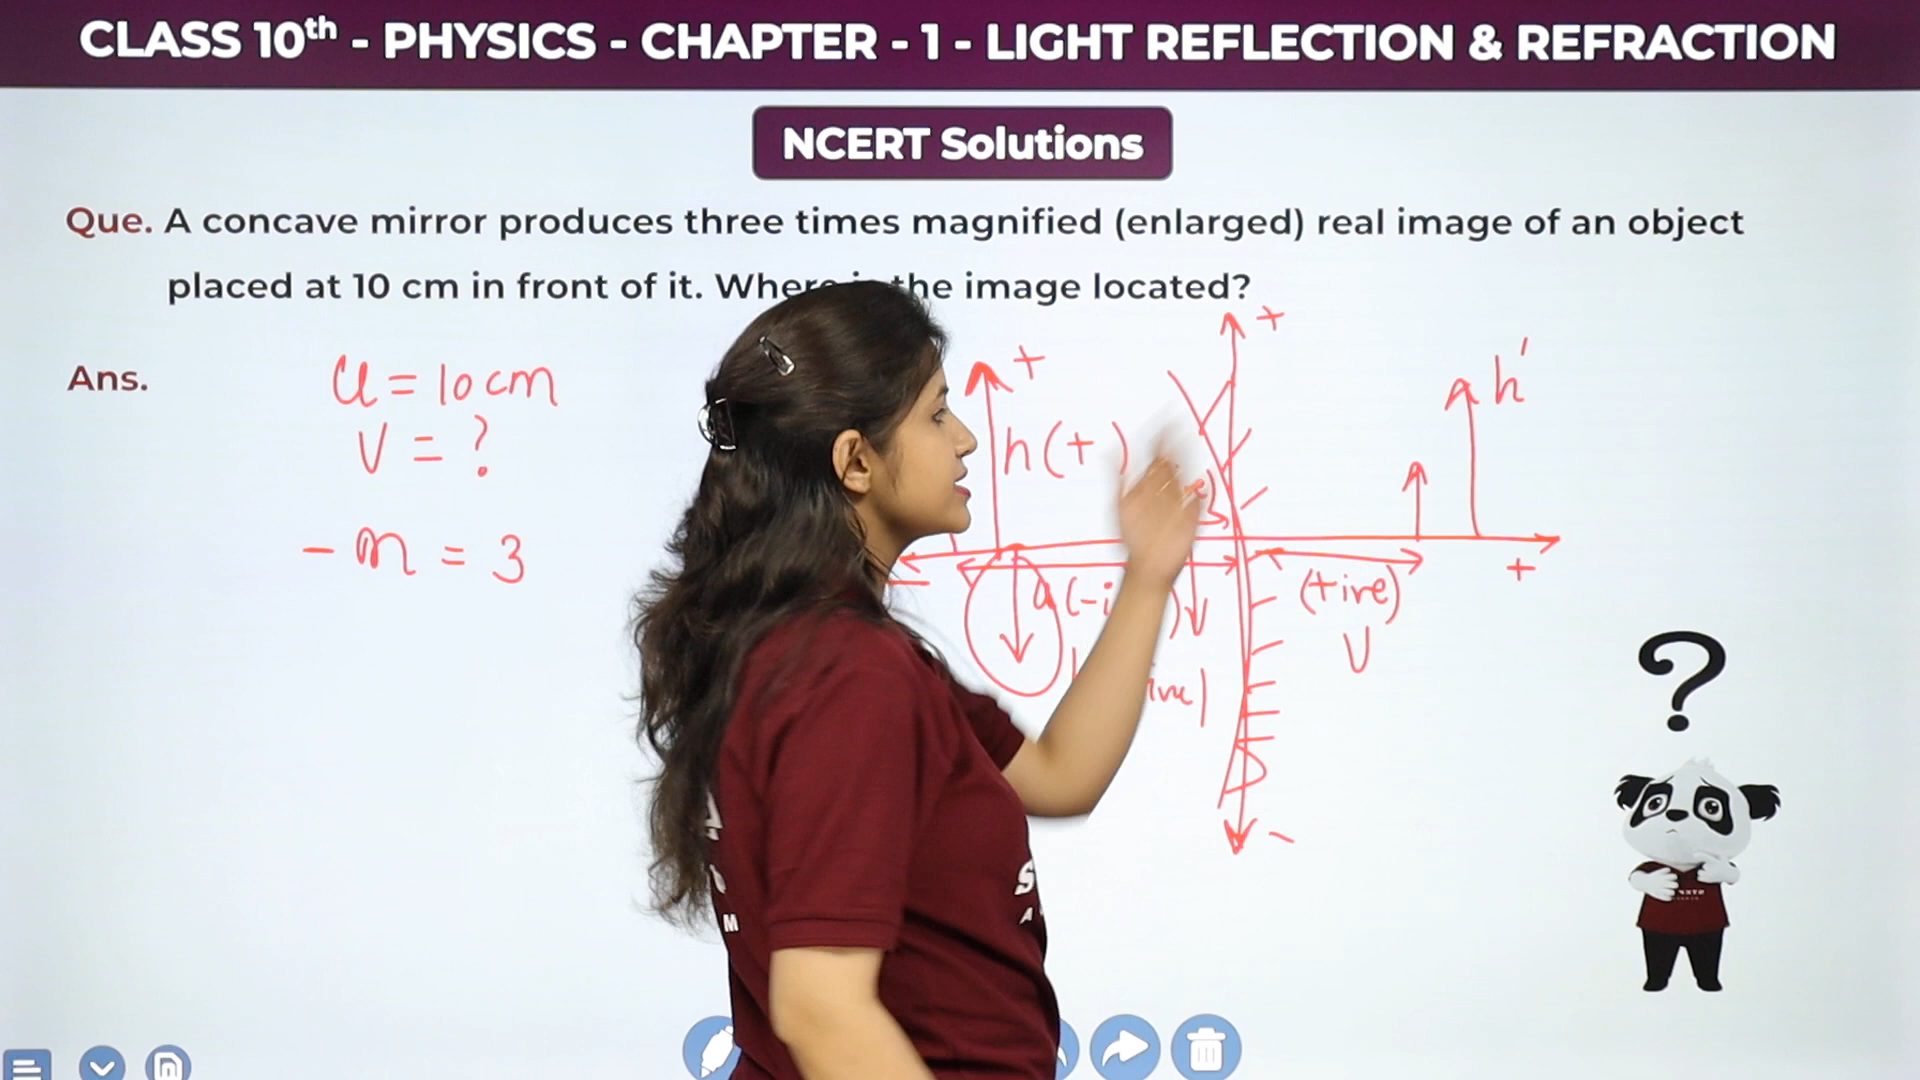 CLASS 10th - PHYSICS - CHAPTER - 1 - LIGHT REFLECTION & REFRACTION
NCERT Solutions
Que. A concave mirror produces three times magnified (enlarged) real image of an object
placed at 10 cm in front of it. Where is the image located?
Ans.
u = 10 cm
V = ?
- m = 3
+
+
h (+)
h'
+
(+ive)
V
-
?
M